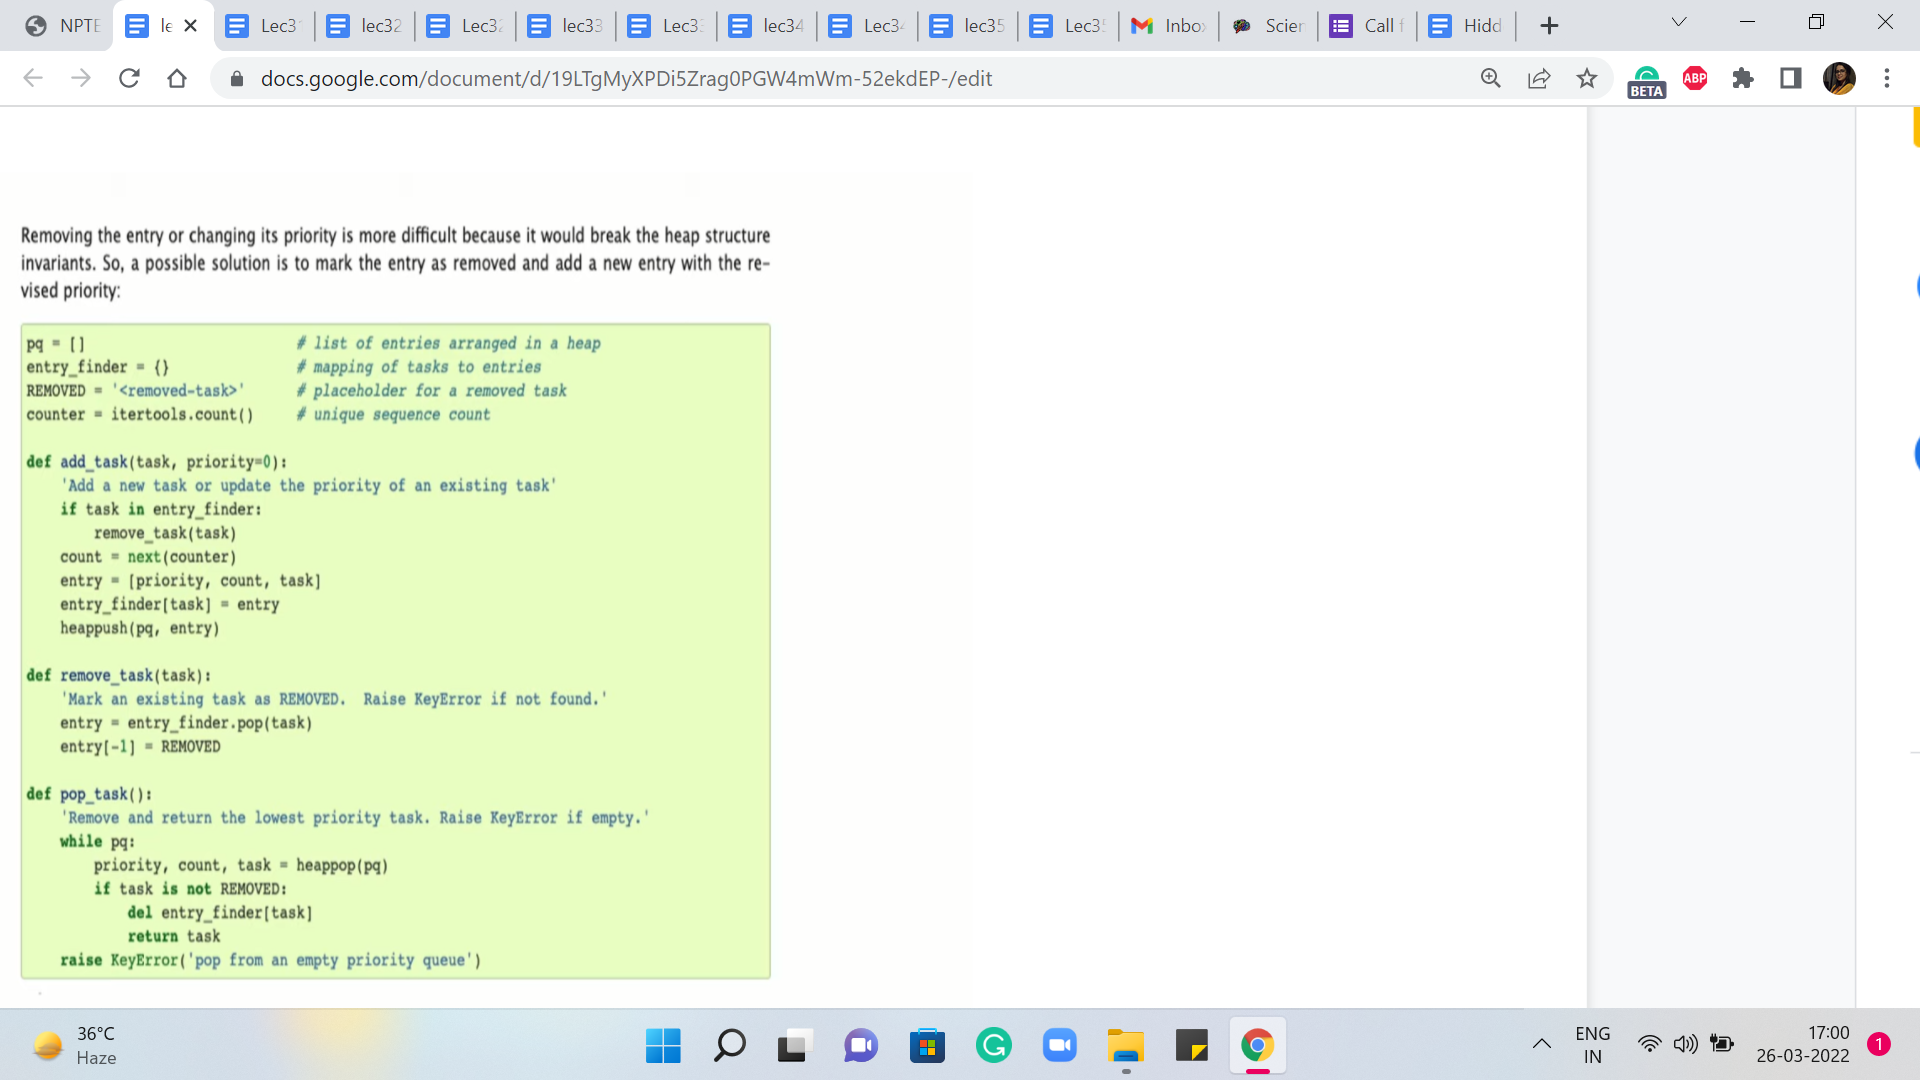 NPTE
le
Lec3
lec32
Lec32
lec33
Lec33
lec34
Lec34
lec35
Lec35
Inbo
Scien
Call f
Hidd
docs.google.com/document/d/19LTgMyXPDi5Zrag0PGW4mWm-52ekdEP-/edit
BETA
ABP
Removing the entry or changing its priority is more difficult because it would break the heap structure
invariants. So, a possible solution is to mark the entry as removed and add a new entry with the re-
vised priority:
pq = [] # list of entries arranged in a heap
entry_finder = {} # mapping of tasks to entries
REMOVED = '<removed-task>' # placeholder for a removed task
counter = itertools.count() # unique sequence count
def add_task(task, priority=0):
'Add a new task or update the priority of an existing task'
if task in entry_finder:
remove_task(task)
count = next(counter)
entry = [priority, count, task]
entry_finder[task] = entry
heappush(pq, entry)
def remove_task(task):
'Mark an existing task as REMOVED.  Raise KeyError if not found.'
entry = entry_finder.pop(task)
entry[-1] = REMOVED
def pop_task():
'Remove and return the lowest priority task. Raise KeyError if empty.'
while pq:
priority, count, task = heappop(pq)
if task is not REMOVED:
del entry_finder[task]
return task
raise KeyError('pop from an empty priority queue')
36°C
Haze
ENG
IN
17:00
26-03-2022
1